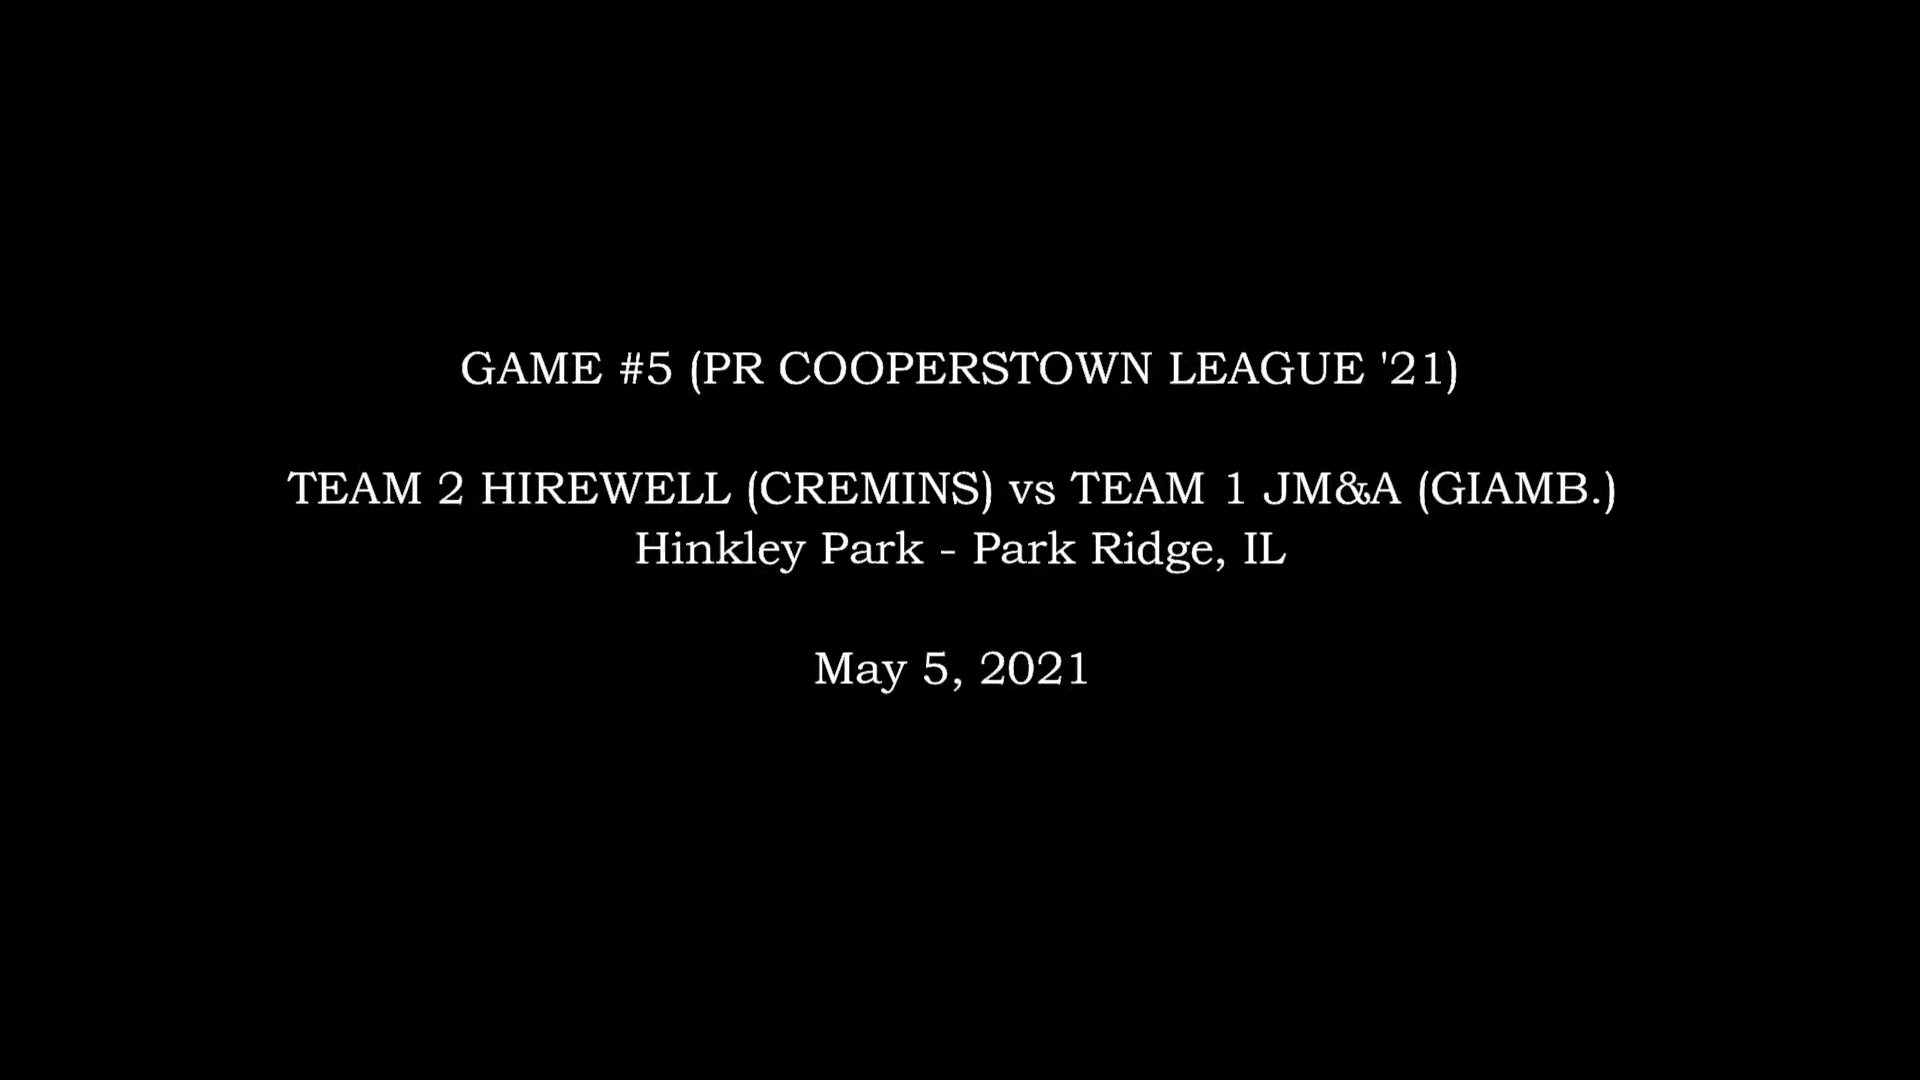 GAME #5 (PR COOPERSTOWN LEAGUE '21)
TEAM 2 HIREWELL (CREMINS) vs TEAM 1 JM&A (GIAMB.)
Hinkley Park - Park Ridge, IL
May 5, 2021